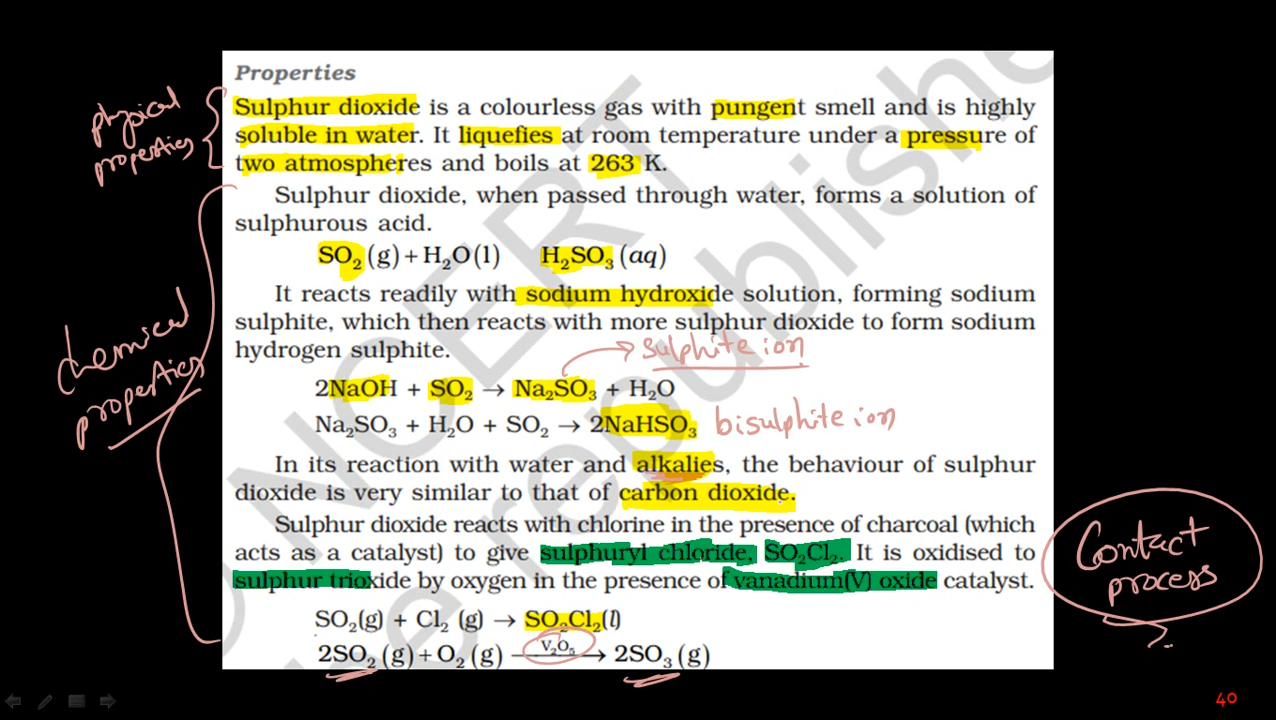 Properties
Sulphur dioxide is a colourless gas with pungent smell and is highly
soluble in water. It liquefies at room temperature under a pressure of
two atmospheres and boils at 263 K.
physical
properties
Sulphur dioxide, when passed through water, forms a solution of
sulphurous acid.
SO₂(g) + H₂O(l) H₂SO₃(aq)
It reacts readily with sodium hydroxide solution, forming sodium
sulphite, which then reacts with more sulphur dioxide to form sodium
hydrogen sulphite.
sulphite ion
chemical
properties
2NaOH + SO₂ → Na₂SO₃ + H₂O
Na₂SO₃ + H₂O + SO₂ → 2NaHSO₃ bisulphite ion
In its reaction with water and alkalies, the behaviour of sulphur
dioxide is very similar to that of carbon dioxide.
Sulphur dioxide reacts with chlorine in the presence of charcoal (which
acts as a catalyst) to give sulphuryl chloride, SO₂Cl₂. It is oxidised to
sulphur trioxide by oxygen in the presence of vanadium(V) oxide catalyst.
Contact
process
SO₂(g) + Cl₂ (g) → SO₂Cl₂(l)
2SO₂(g) + O₂(g) V₂O₅ → 2SO₃(g)
NCERT
republishe
40